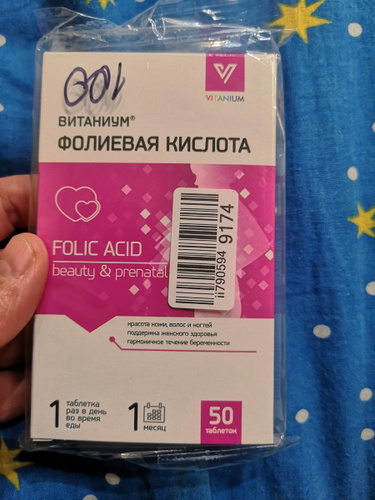 100
VITANIUM
ВИТАНИУМ®
ФОЛИЕВАЯ КИСЛОТА
FOLIC ACID
beauty & prenatal
ii790594 9174
красота кожи, волос и ногтей
поддержка женского здоровья
гармоничное течение беременности
1 таблетка
раз в день
во время
еды
1 месяц
50
таблеток